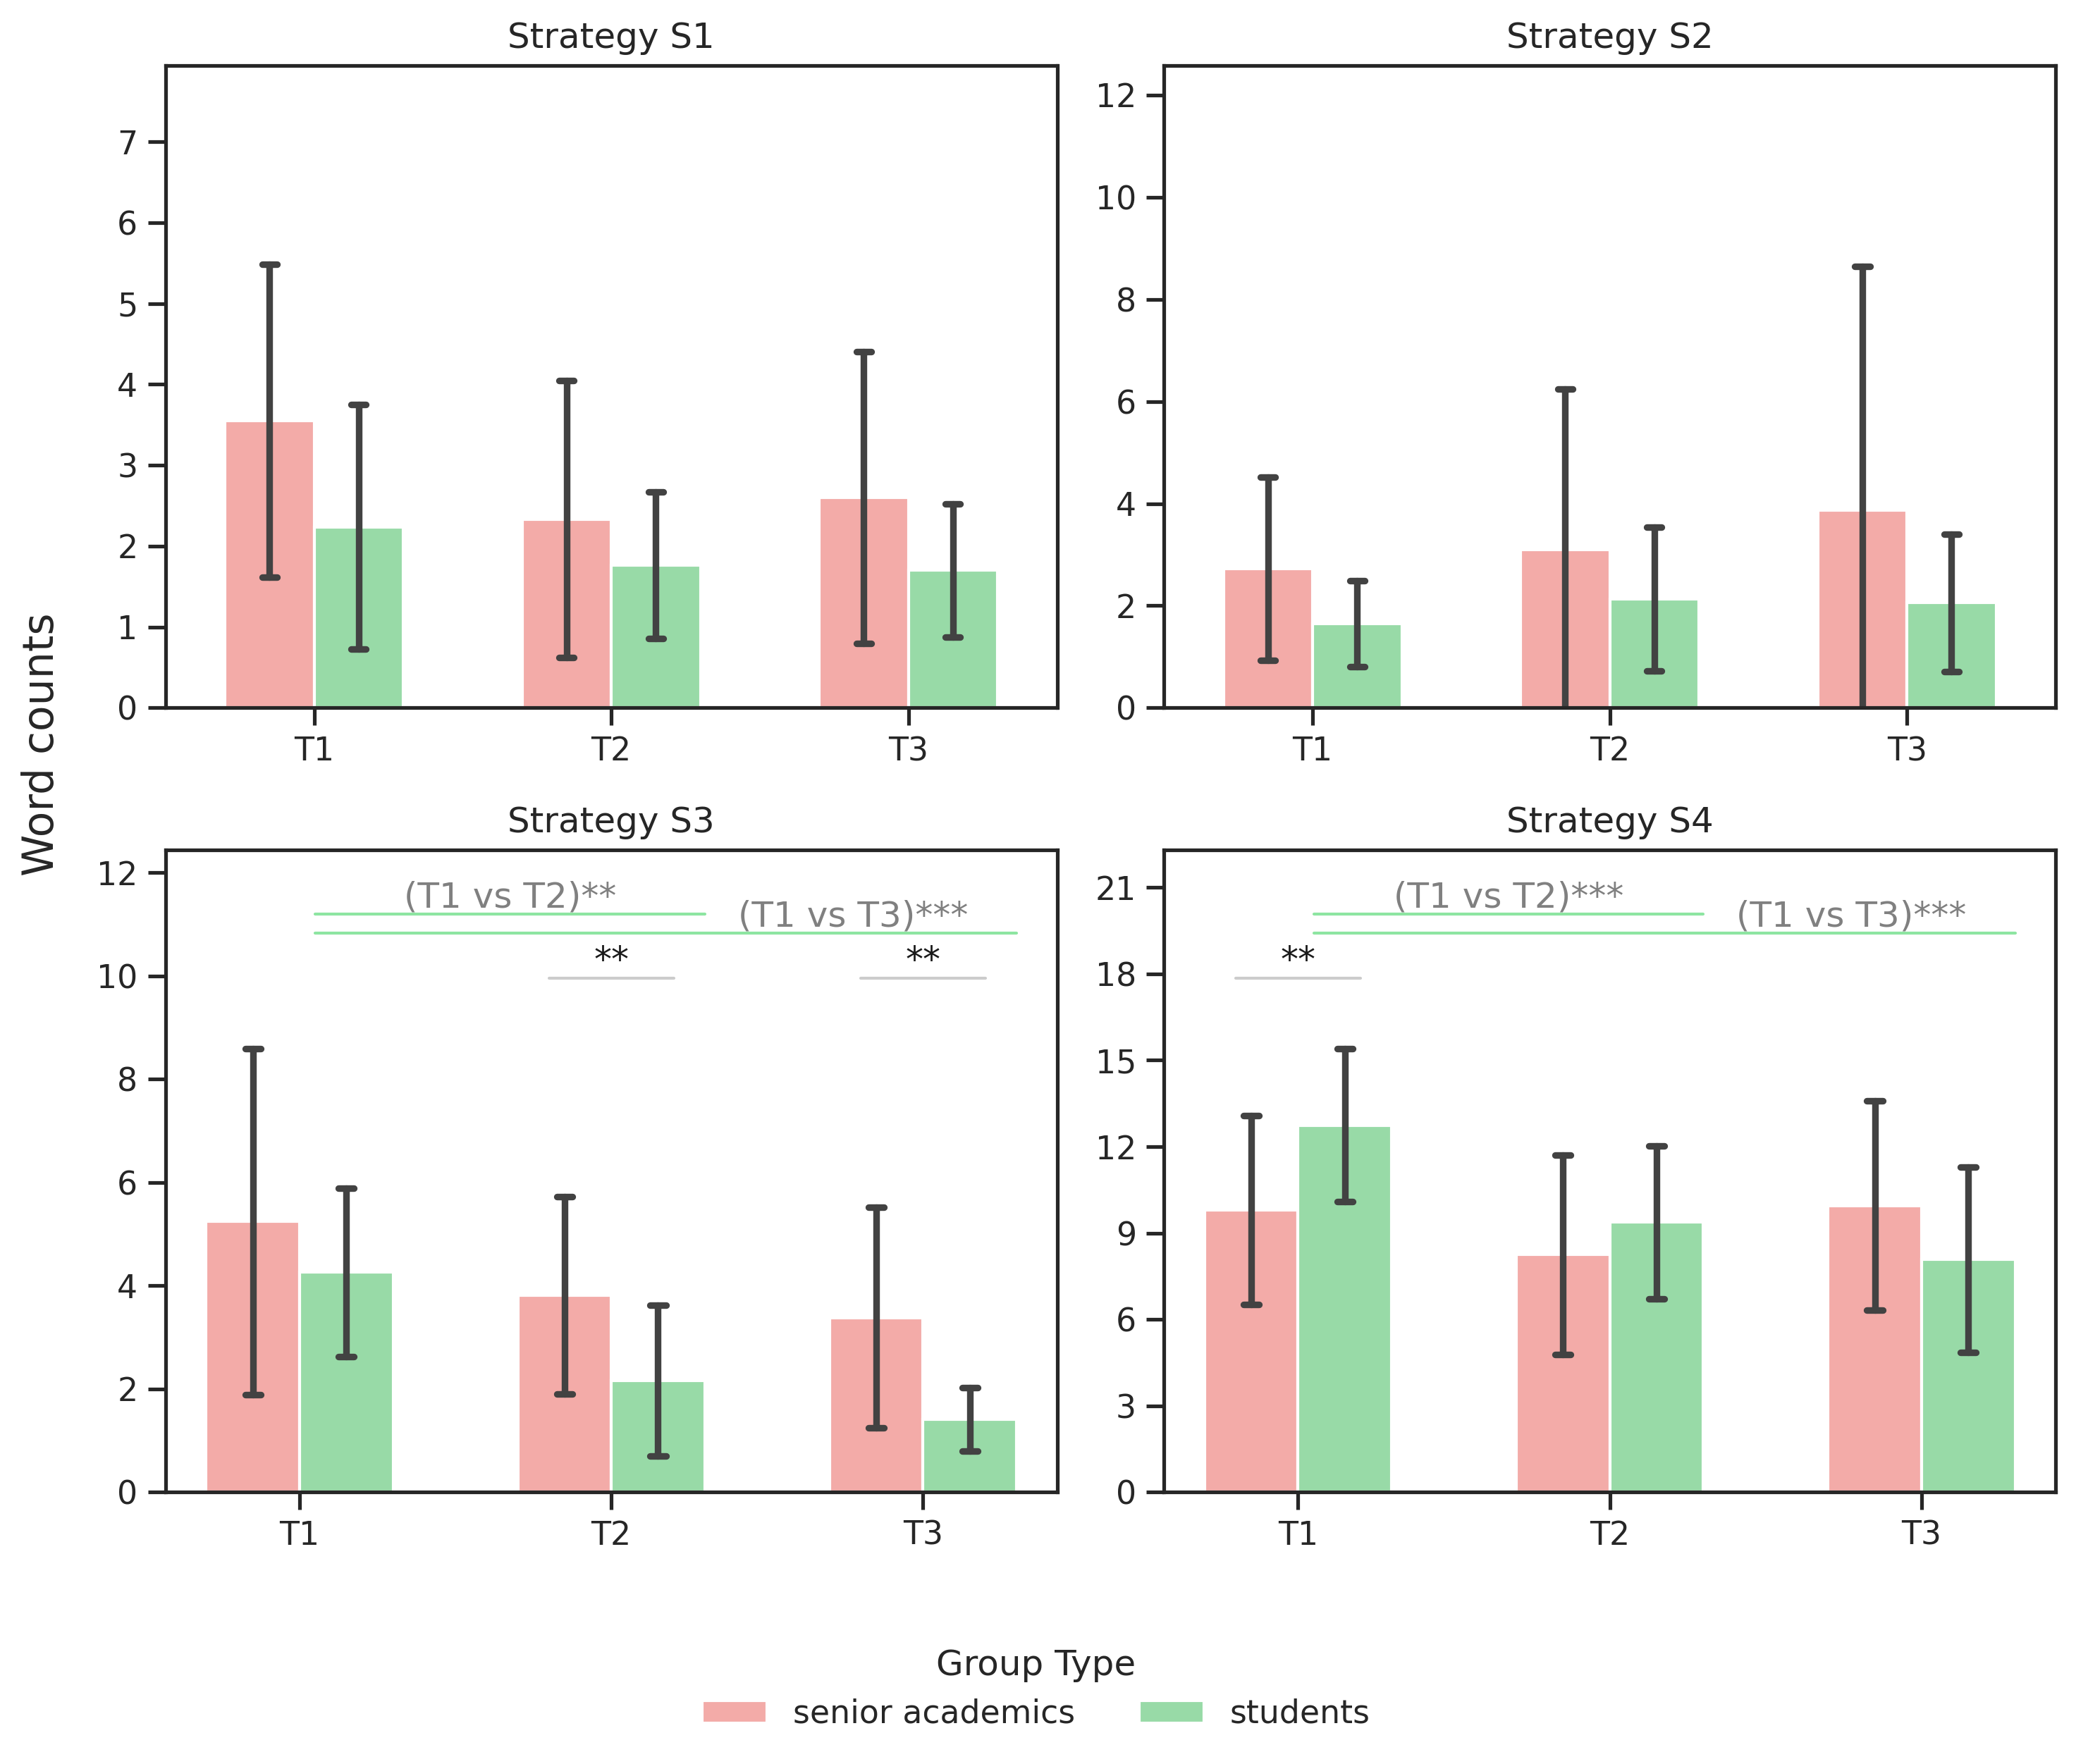 Word counts
Strategy S1
7
6
5
4
3
2
1
0
T1 T2 T3
Strategy S2
12
10
8
6
4
2
0
T1 T2 T3
Strategy S3
12
10
8
6
4
2
0
(T1 vs T2)**
(T1 vs T3)***
** **
T1 T2 T3
Strategy S4
21
18
15
12
9
6
3
0
(T1 vs T2)***
(T1 vs T3)***
**
T1 T2 T3
Group Type
senior academics students